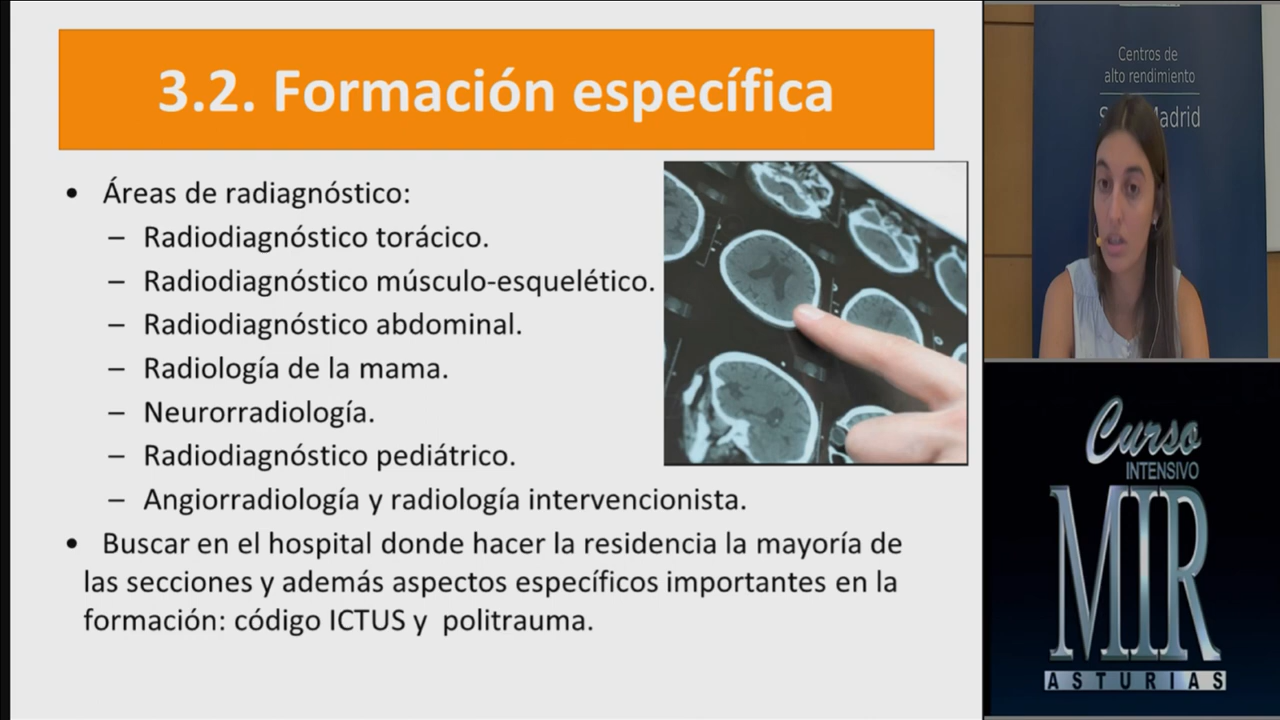 3.2. Formación específica
• Áreas de radiagnóstico:
– Radiodiagnóstico torácico.
– Radiodiagnóstico músculo-esquelético.
– Radiodiagnóstico abdominal.
– Radiología de la mama.
– Neurorradiología.
– Radiodiagnóstico pediátrico.
– Angiorradiología y radiología intervencionista.
• Buscar en el hospital donde hacer la residencia la mayoría de
las secciones y además aspectos específicos importantes en la
formación: código ICTUS y politrauma.
Centros de
alto rendimiento
Curso
INTENSIVO
MIR
ASTURIAS